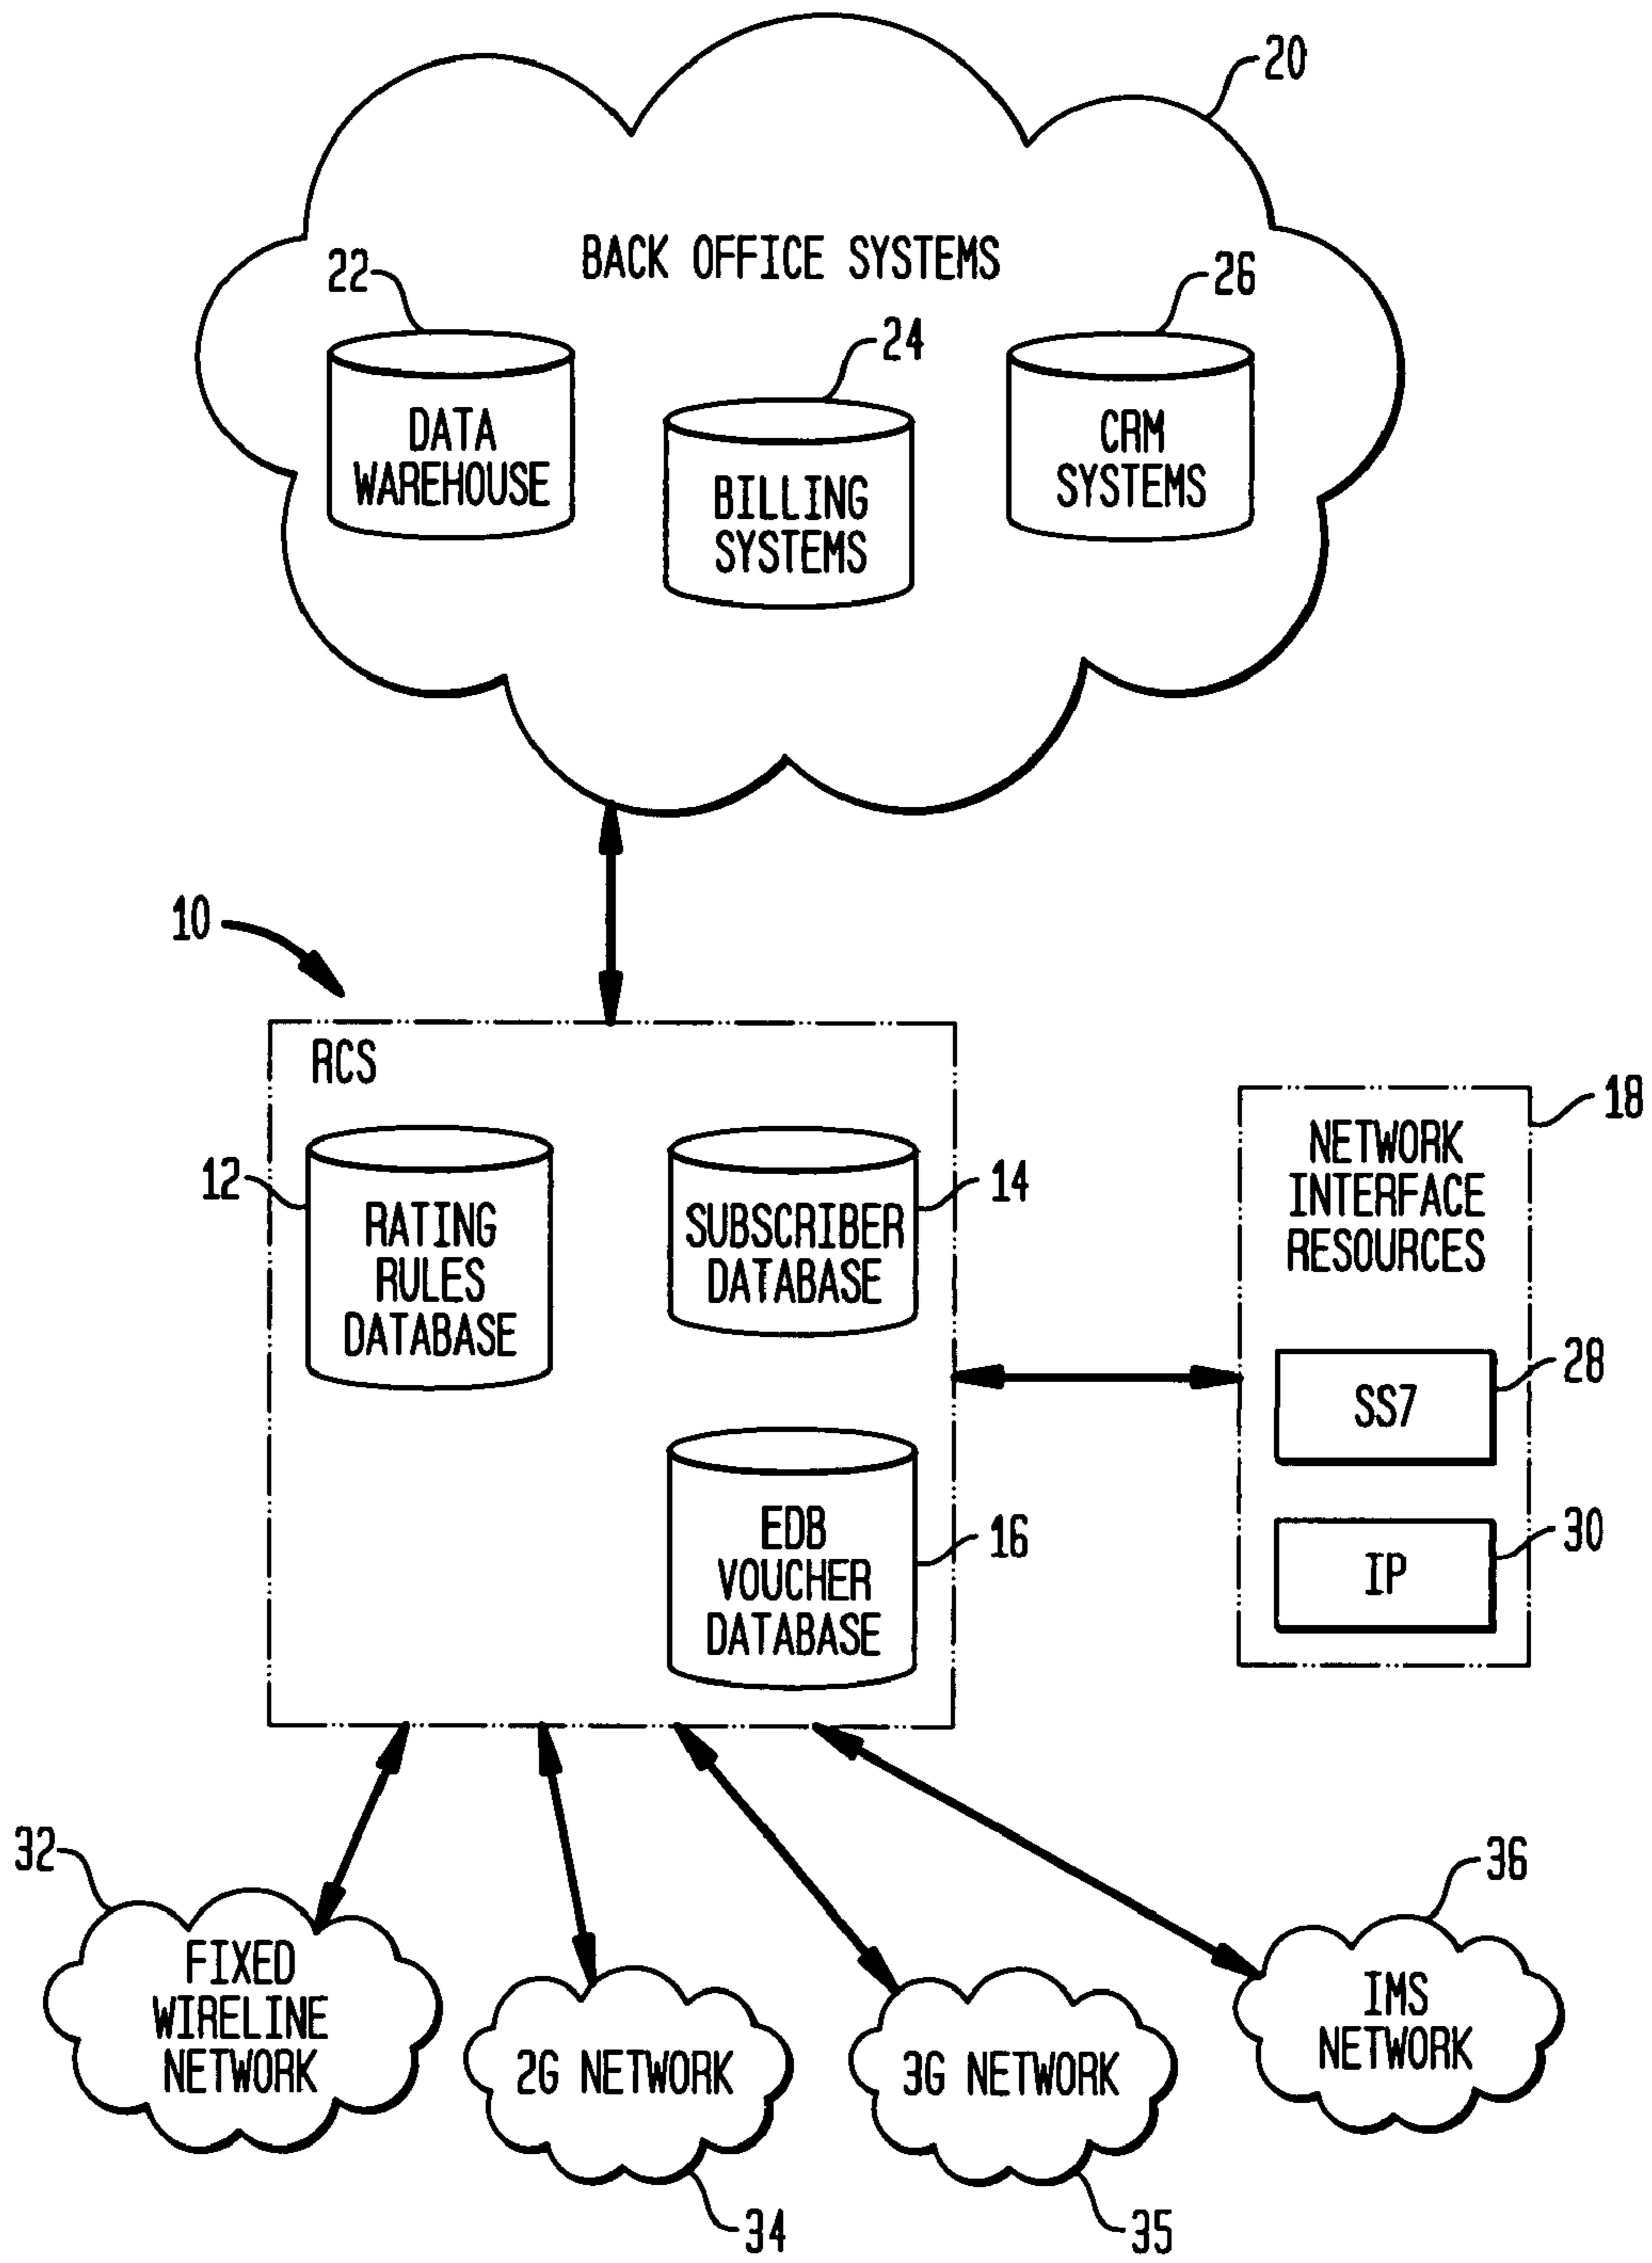 20
BACK OFFICE SYSTEMS
22
26
24
DATA
WAREHOUSE
CRM
SYSTEMS
BILLING
SYSTEMS
10
RCS
18
NETWORK
INTERFACE
RESOURCES
12
14
RATING
RULES
DATABASE
SUBSCRIBER
DATABASE
28
SS7
16
EDB
VOUCHER
DATABASE
30
IP
32
36
FIXED
WIRELINE
NETWORK
2G NETWORK
3G NETWORK
IMS
NETWORK
34
35